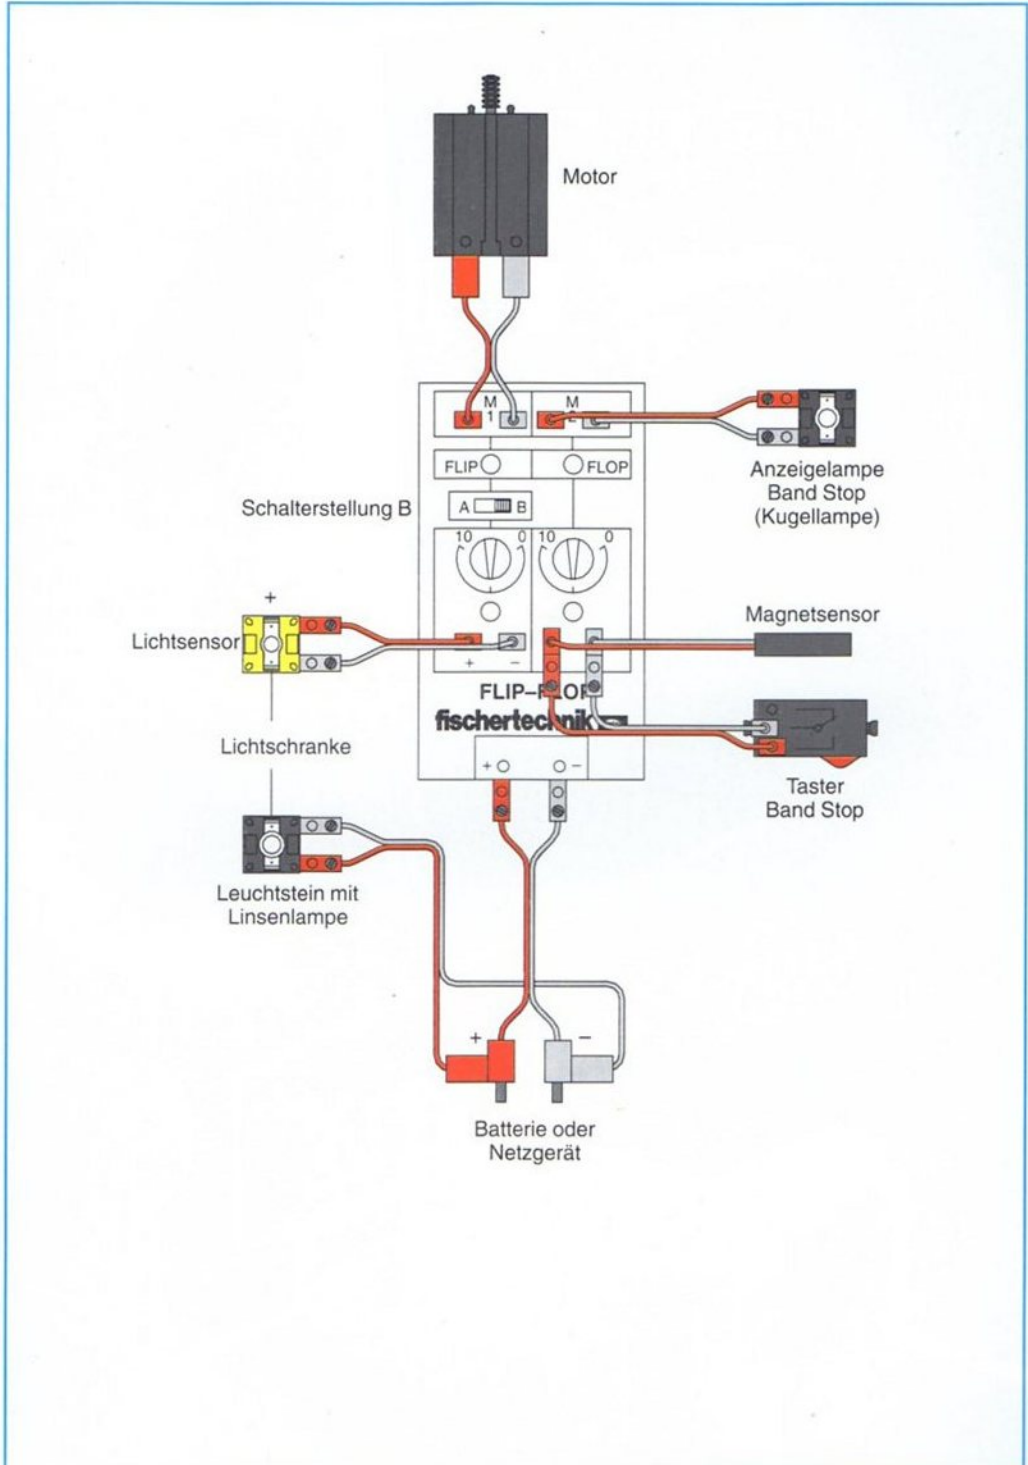 Motor
M
1
M
FLIP
FLOP
Anzeigelampe
Band Stop
(Kugellampe)
Schalterstellung B
A
B
10
0
10
0
+
Lichtsensor
Magnetsensor
+
–
FLIP–FLOP
fischertechnik
Lichtschranke
+
–
Taster
Band Stop
Leuchtstein mit
Linsenlampe
+
–
Batterie oder
Netzgerät